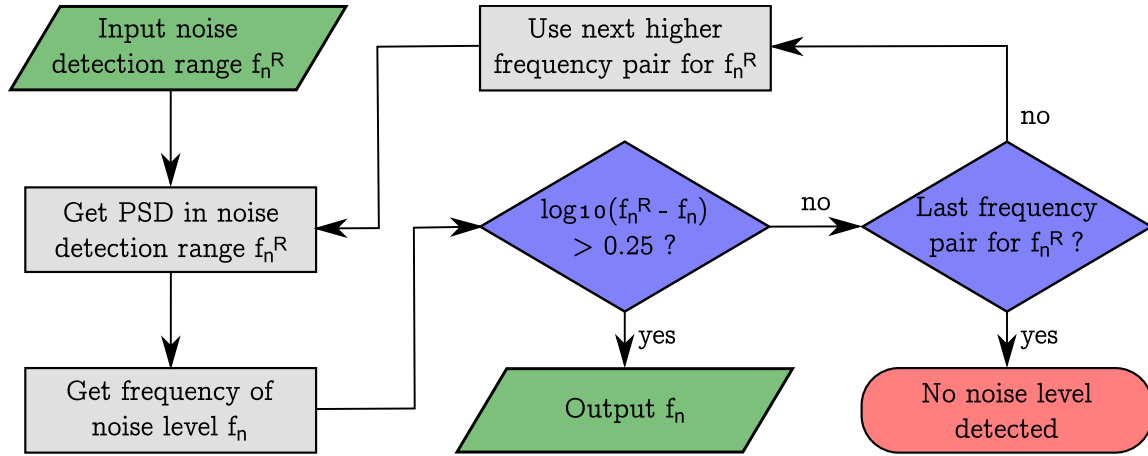 Input noise
detection range fₙᴿ
Use next higher
frequency pair for fₙᴿ
no
Get PSD in noise
detection range fₙᴿ
log10(fₙᴿ - fₙ)
> 0.25 ?
no
Last frequency
pair for fₙᴿ ?
yes
yes
Get frequency of
noise level fₙ
Output fₙ
No noise level
detected